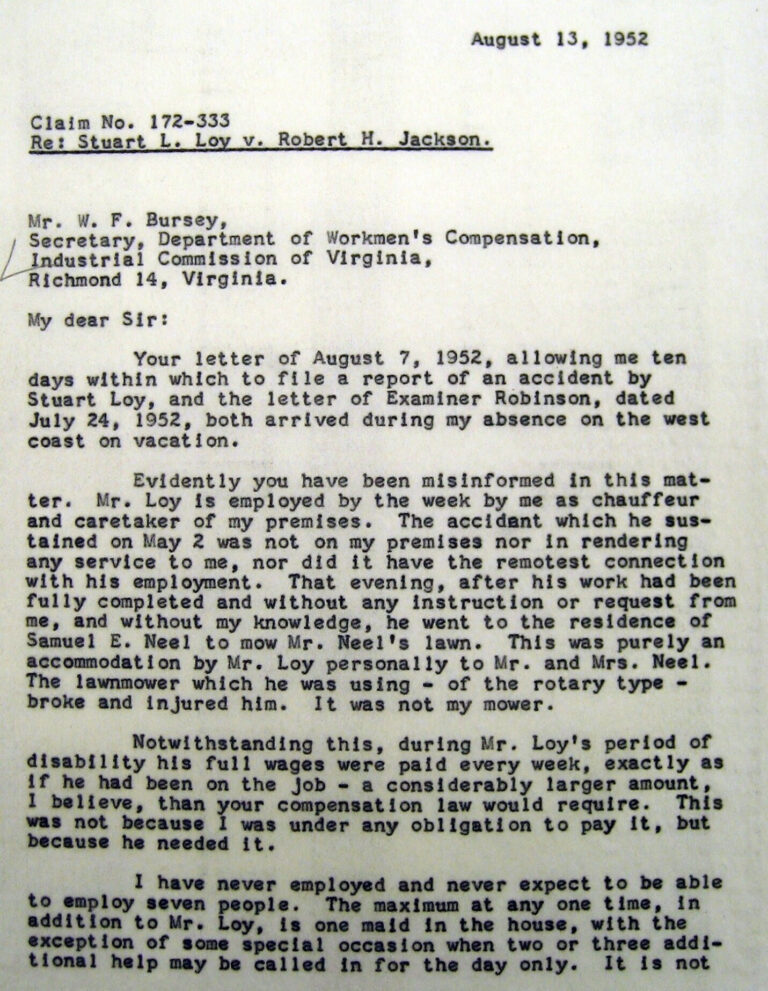 August 13, 1952
Claim No. 172-333
Re: Stuart L. Loy v. Robert H. Jackson.
Mr. W. F. Bursey,
Secretary, Department of Workmen's Compensation,
Industrial Commission of Virginia,
Richmond 14, Virginia.
My dear Sir:
Your letter of August 7, 1952, allowing me ten
days within which to file a report of an accident by
Stuart Loy, and the letter of Examiner Robinson, dated
July 24, 1952, both arrived during my absence on the west
coast on vacation.
Evidently you have been misinformed in this mat-
ter. Mr. Loy is employed by the week by me as chauffeur
and caretaker of my premises. The accident which he sus-
tained on May 2 was not on my premises nor in rendering
any service to me, nor did it have the remotest connection
with his employment. That evening, after his work had been
fully completed and without any instruction or request from
me, and without my knowledge, he went to the residence of
Samuel E. Neel to mow Mr. Neel's lawn. This was purely an
accommodation by Mr. Loy personally to Mr. and Mrs. Neel.
The lawnmower which he was using - of the rotary type -
broke and injured him. It was not my mower.
Notwithstanding this, during Mr. Loy's period of
disability his full wages were paid every week, exactly as
if he had been on the job - a considerably larger amount,
I believe, than your compensation law would require. This
was not because I was under any obligation to pay it, but
because he needed it.
I have never employed and never expect to be able
to employ seven people. The maximum at any one time, in
addition to Mr. Loy, is one maid in the house, with the
exception of some special occasion when two or three addi-
tional help may be called in for the day only. It is not